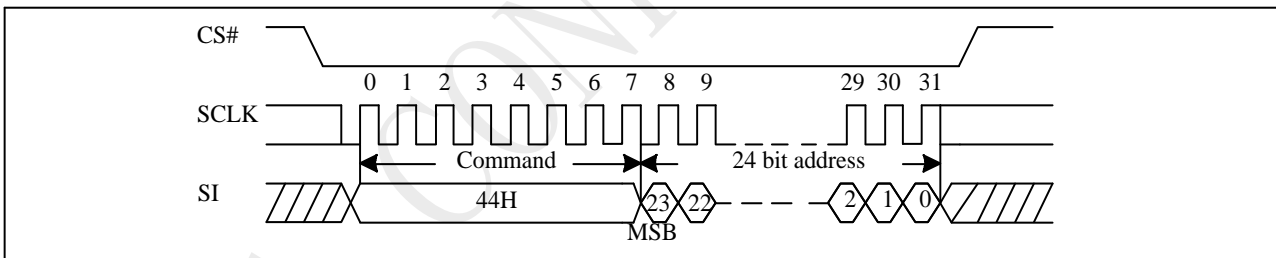 CS#
0 1 2 3 4 5 6 7 8 9 29 30 31
SCLK
Command 24 bit address
SI 44H 23 22 2 1 0
MSB